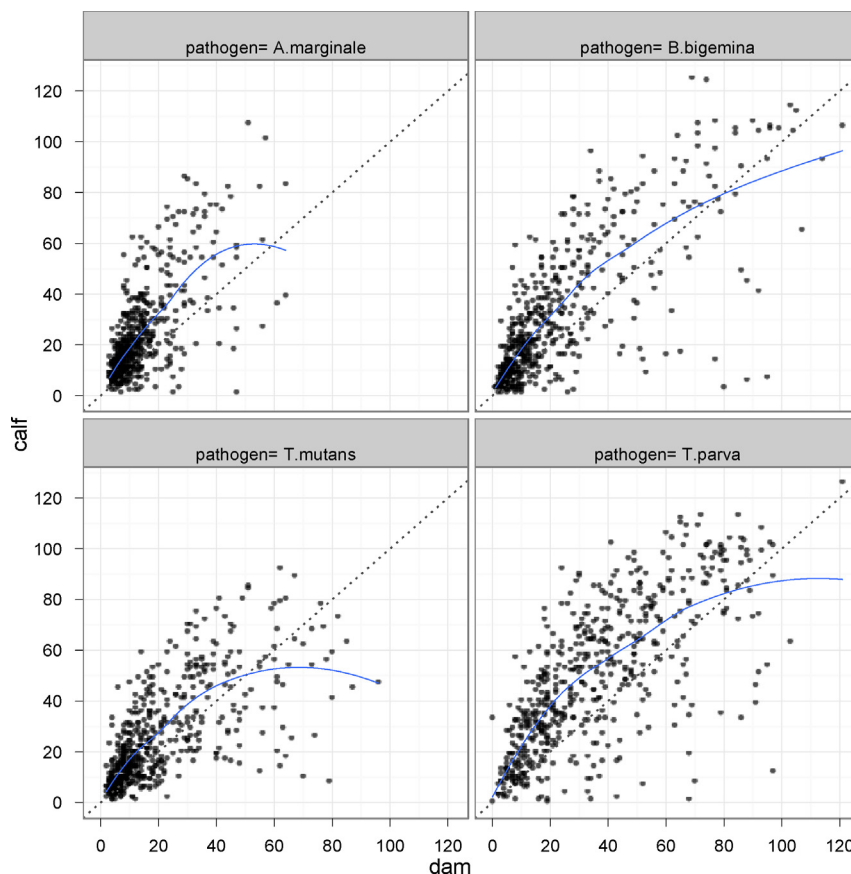 pathogen= A.marginale
pathogen= B.bigemina
120
100
80
60
40
20
0
calf
pathogen= T.mutans
pathogen= T.parva
120
100
80
60
40
20
0
0 20 40 60 80 100 120
0 20 40 60 80 100 120
dam